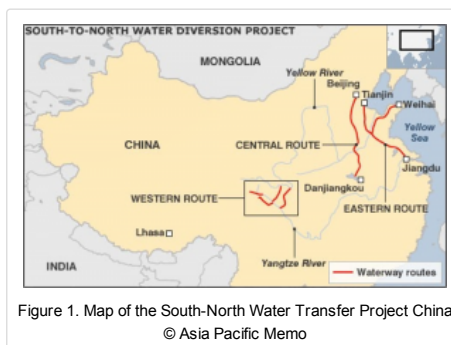 SOUTH-TO-NORTH WATER DIVERSION PROJECT
MONGOLIA
Yellow River
Beijing
Tianjin
Weihai
Yellow
Sea
CHINA
CENTRAL ROUTE
Jiangdu
Danjiangkou
WESTERN ROUTE
EASTERN ROUTE
Lhasa
Yangtze River
INDIA
Waterway routes
Figure 1. Map of the South-North Water Transfer Project China
© Asia Pacific Memo